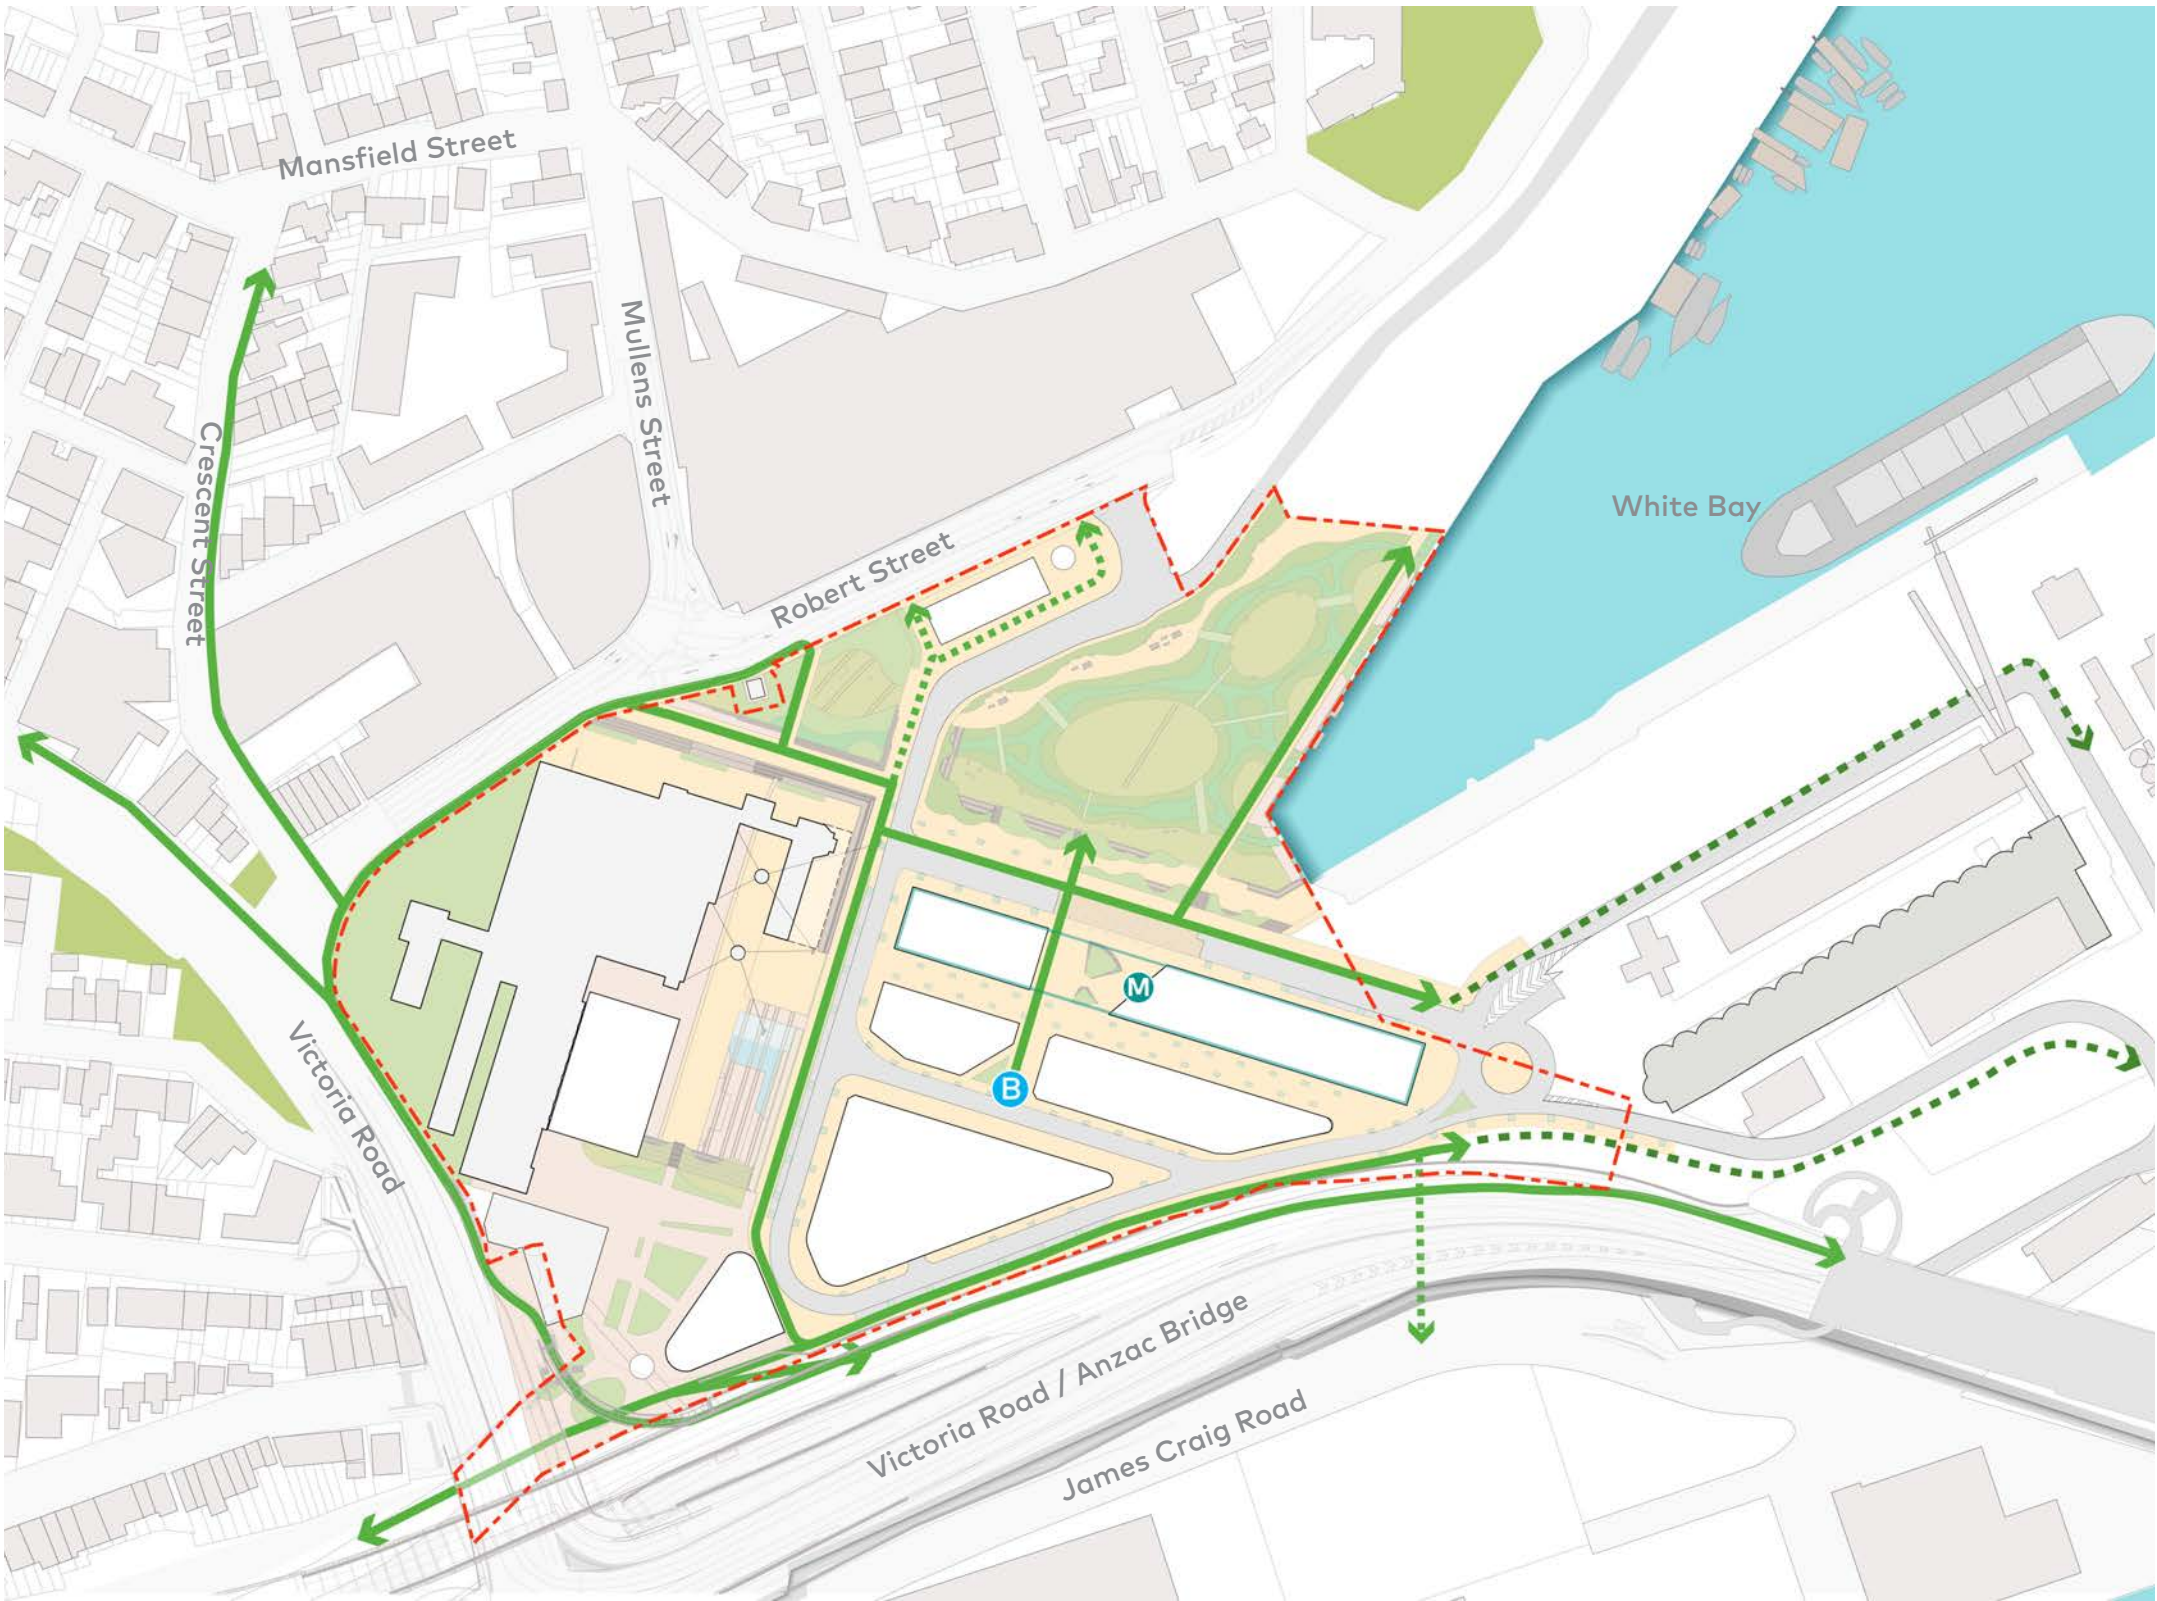 Mansfield Street
Mullens Street
Crescent Street
White Bay
Robert Street
M
B
Victoria Road
Victoria Road / Anzac Bridge
James Craig Road